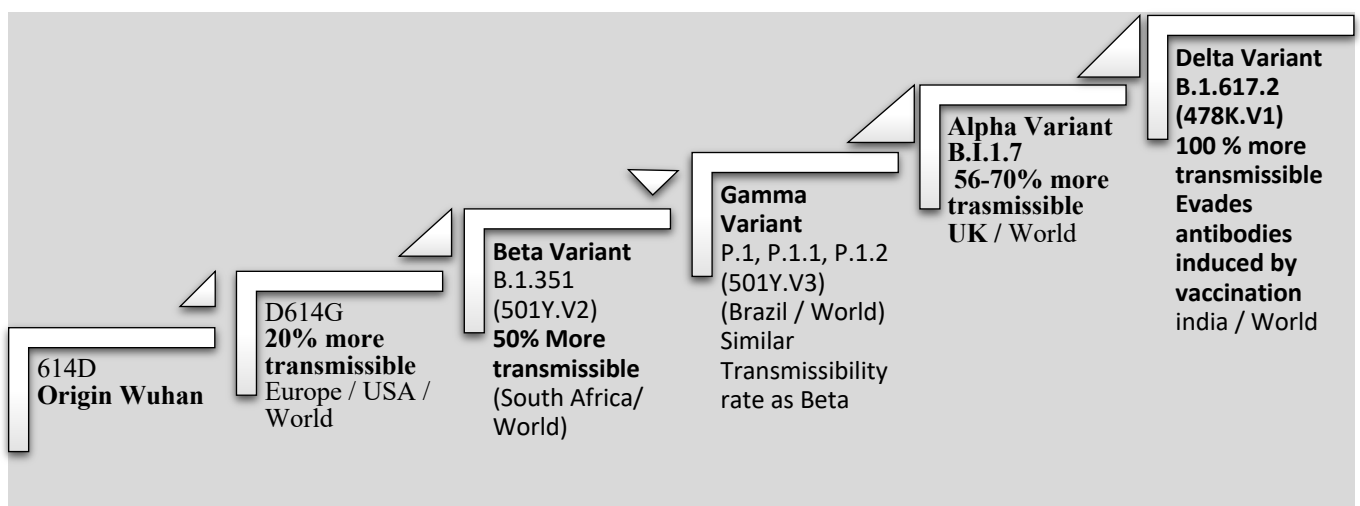 614D
Origin Wuhan
D614G
20% more
transmissible
Europe / USA /
World
Beta Variant
B.1.351
(501Y.V2)
50% More
transmissible
(South Africa/
World)
Gamma
Variant
P.1, P.1.1, P.1.2
(501Y.V3)
(Brazil / World)
Similar
Transmissibility
rate as Beta
Alpha Variant
B.I.1.7
56-70% more
trasmissible
UK / World
Delta Variant
B.1.617.2
(478K.V1)
100 % more
transmissible
Evades
antibodies
induced by
vaccination
india / World